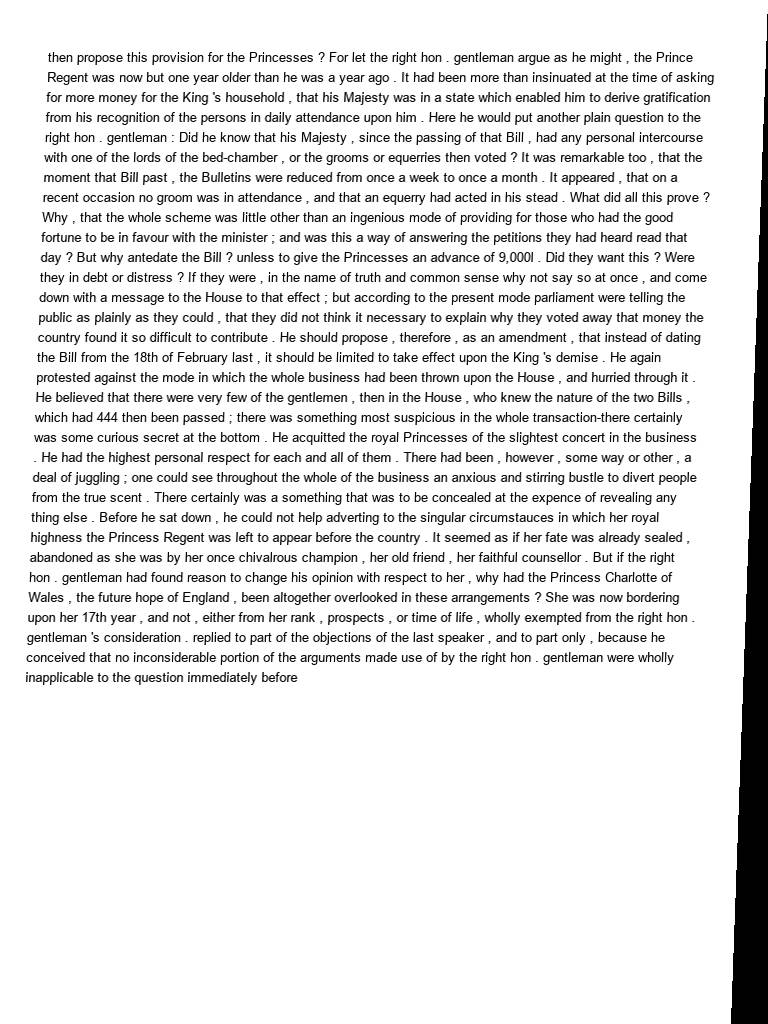 then propose this provision for the Princesses ? For let the right hon . gentleman argue as he might , the Prince
Regent was now but one year older than he was a year ago . It had been more than insinuated at the time of asking
for more money for the King 's household , that his Majesty was in a state which enabled him to derive gratification
from his recognition of the persons in daily attendance upon him . Here he would put another plain question to the
right hon . gentleman : Did he know that his Majesty , since the passing of that Bill , had any personal intercourse
with one of the lords of the bed-chamber , or the grooms or equerries then voted ? It was remarkable too , that the
moment that Bill past , the Bulletins were reduced from once a week to once a month . It appeared , that on a
recent occasion no groom was in attendance , and that an equerry had acted in his stead . What did all this prove ?
Why , that the whole scheme was little other than an ingenious mode of providing for those who had the good
fortune to be in favour with the minister ; and was this a way of answering the petitions they had heard read that
day ? But why antedate the Bill ? unless to give the Princesses an advance of 9,000l . Did they want this ? Were
they in debt or distress ? If they were , in the name of truth and common sense why not say so at once , and come
down with a message to the House to that effect ; but according to the present mode parliament were telling the
public as plainly as they could , that they did not think it necessary to explain why they voted away that money the
country found it so difficult to contribute . He should propose , therefore , as an amendment , that instead of dating
the Bill from the 18th of February last , it should be limited to take effect upon the King 's demise . He again
protested against the mode in which the whole business had been thrown upon the House , and hurried through it .
He believed that there were very few of the gentlemen , then in the House , who knew the nature of the two Bills ,
which had 444 then been passed ; there was something most suspicious in the whole transaction-there certainly
was some curious secret at the bottom . He acquitted the royal Princesses of the slightest concert in the business
. He had the highest personal respect for each and all of them . There had been , however , some way or other , a
deal of juggling ; one could see throughout the whole of the business an anxious and stirring bustle to divert people
from the true scent . There certainly was a something that was to be concealed at the expence of revealing any
thing else . Before he sat down , he could not help adverting to the singular circumstauces in which her royal
highness the Princess Regent was left to appear before the country . It seemed as if her fate was already sealed ,
abandoned as she was by her once chivalrous champion , her old friend , her faithful counsellor . But if the right
hon . gentleman had found reason to change his opinion with respect to her , why had the Princess Charlotte of
Wales , the future hope of England , been altogether overlooked in these arrangements ? She was now bordering
upon her 17th year , and not , either from her rank , prospects , or time of life , wholly exempted from the right hon .
gentleman 's consideration . replied to part of the objections of the last speaker , and to part only , because he
conceived that no inconsiderable portion of the arguments made use of by the right hon . gentleman were wholly
inapplicable to the question immediately before